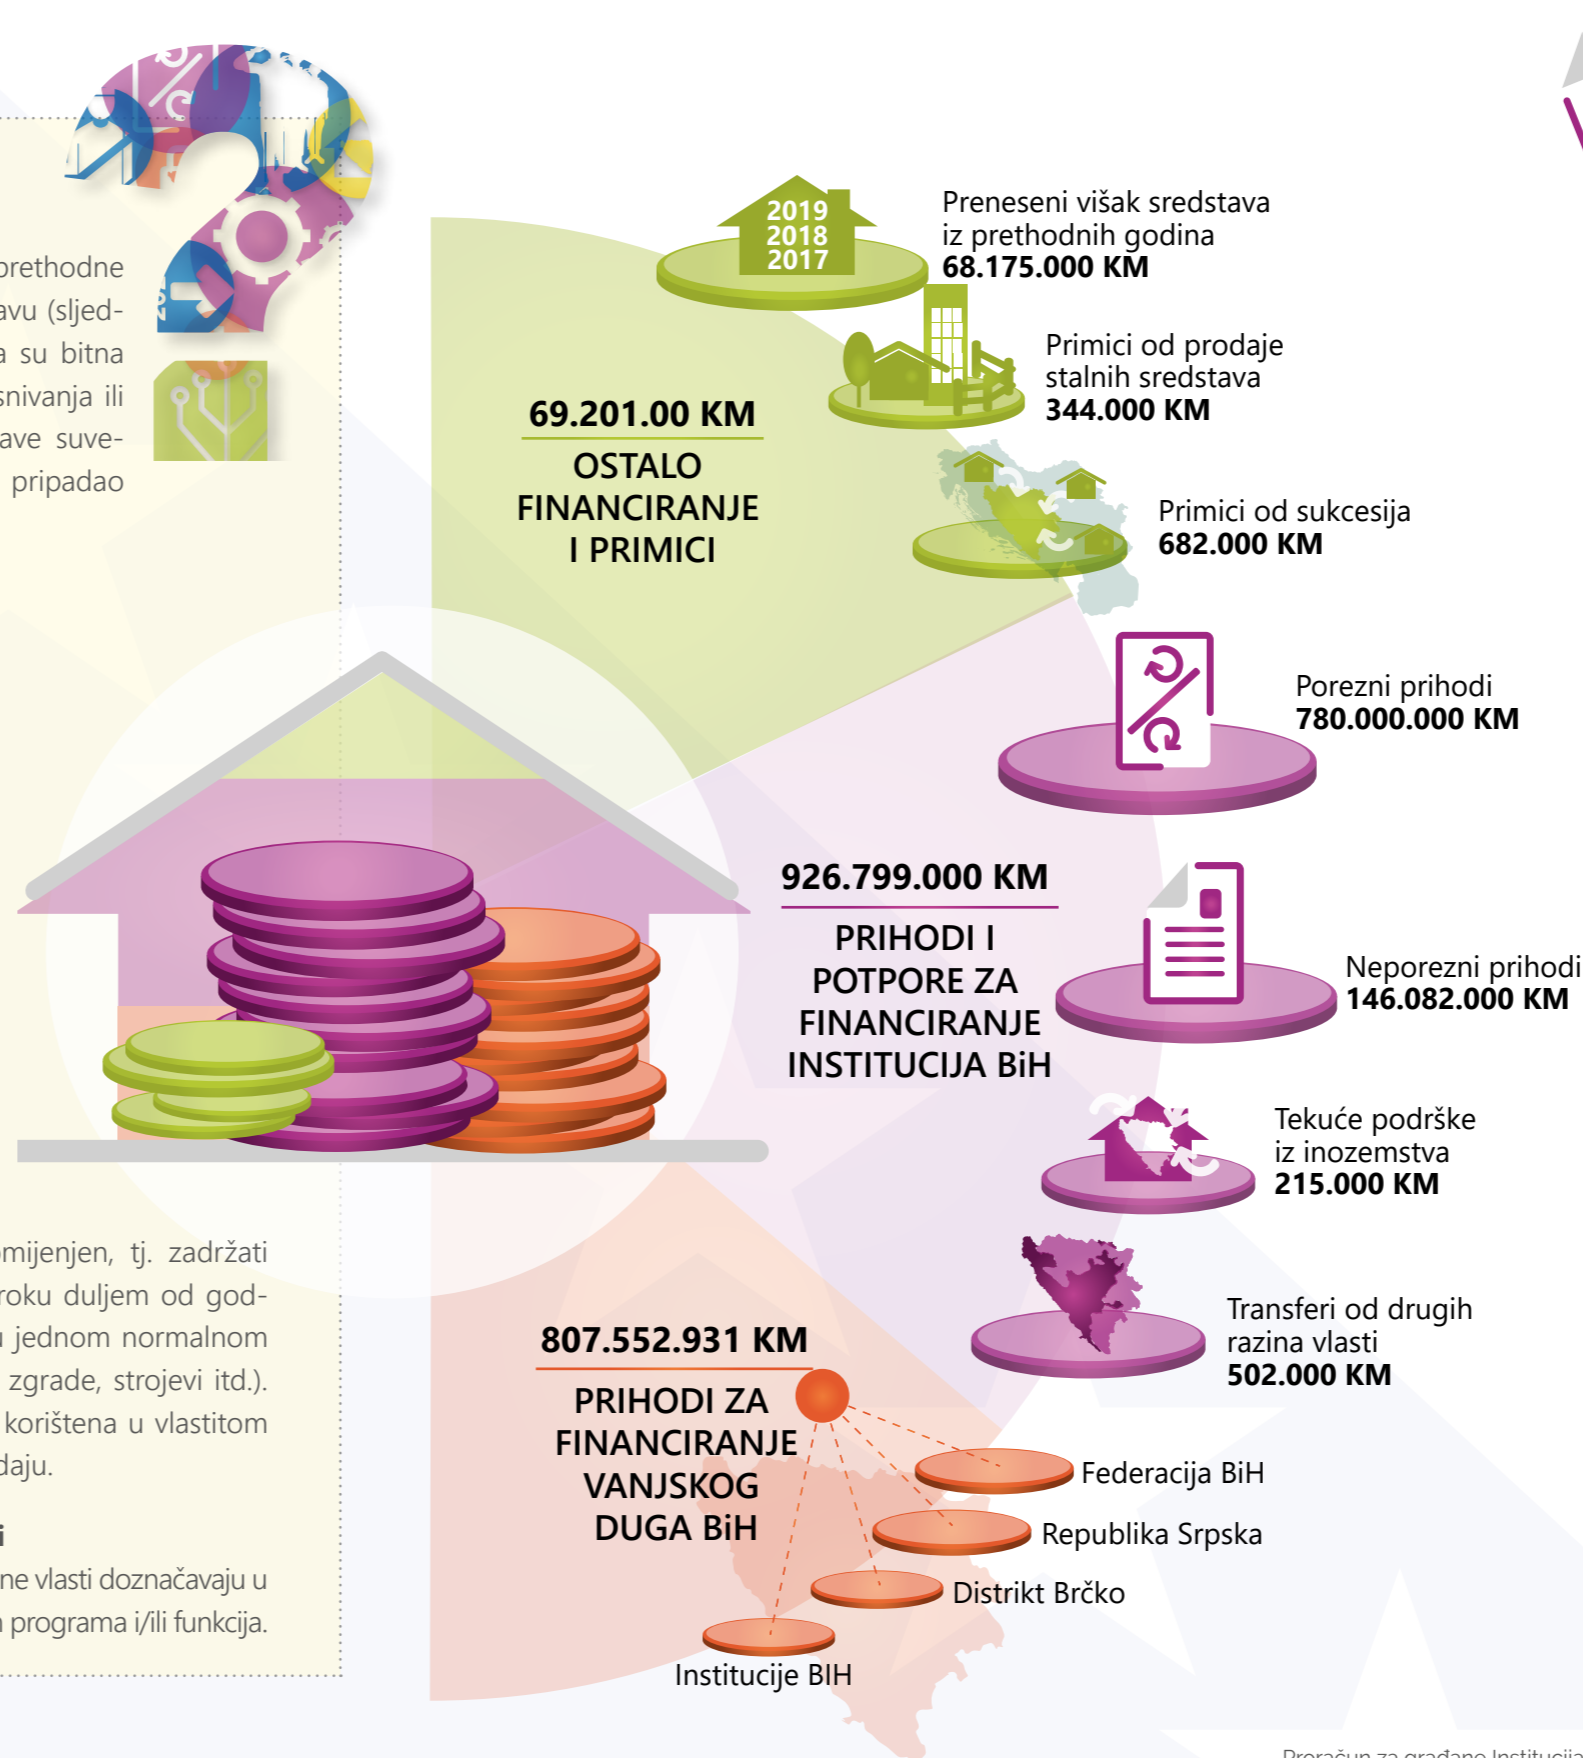 prethodne
avu (sljed-
a su bitna
snivanja ili
ave suve-
pripadao
2019
2018
2017
Preneseni višak sredstava
iz prethodnih godina
68.175.000 KM
Primici od prodaje
stalnih sredstava
344.000 KM
Primici od sukcesija
682.000 KM
69.201.00 KM
OSTALO
FINANCIRANJE
I PRIMICI
Porezni prihodi
780.000.000 KM
926.799.000 KM
PRIHODI I
POTPORE ZA
FINANCIRANJE
INSTITUCIJA BiH
Neporezni prihodi
146.082.000 KM
Tekuće podrške
iz inozemstva
215.000 KM
Transferi od drugih
razina vlasti
502.000 KM
omijenjen, tj. zadržati
roku duljem od god-
u jednom normalnom
zgrade, strojevi itd.).
korištena u vlastitom
daju.
i
ne vlasti doznačavaju u
n programa i/ili funkcija.
807.552.931 KM
PRIHODI ZA
FINANCIRANJE
VANJSKOG
DUGA BiH
Federacija BiH
Republika Srpska
Distrikt Brčko
Institucije BIH
Proračun za građane Institucija